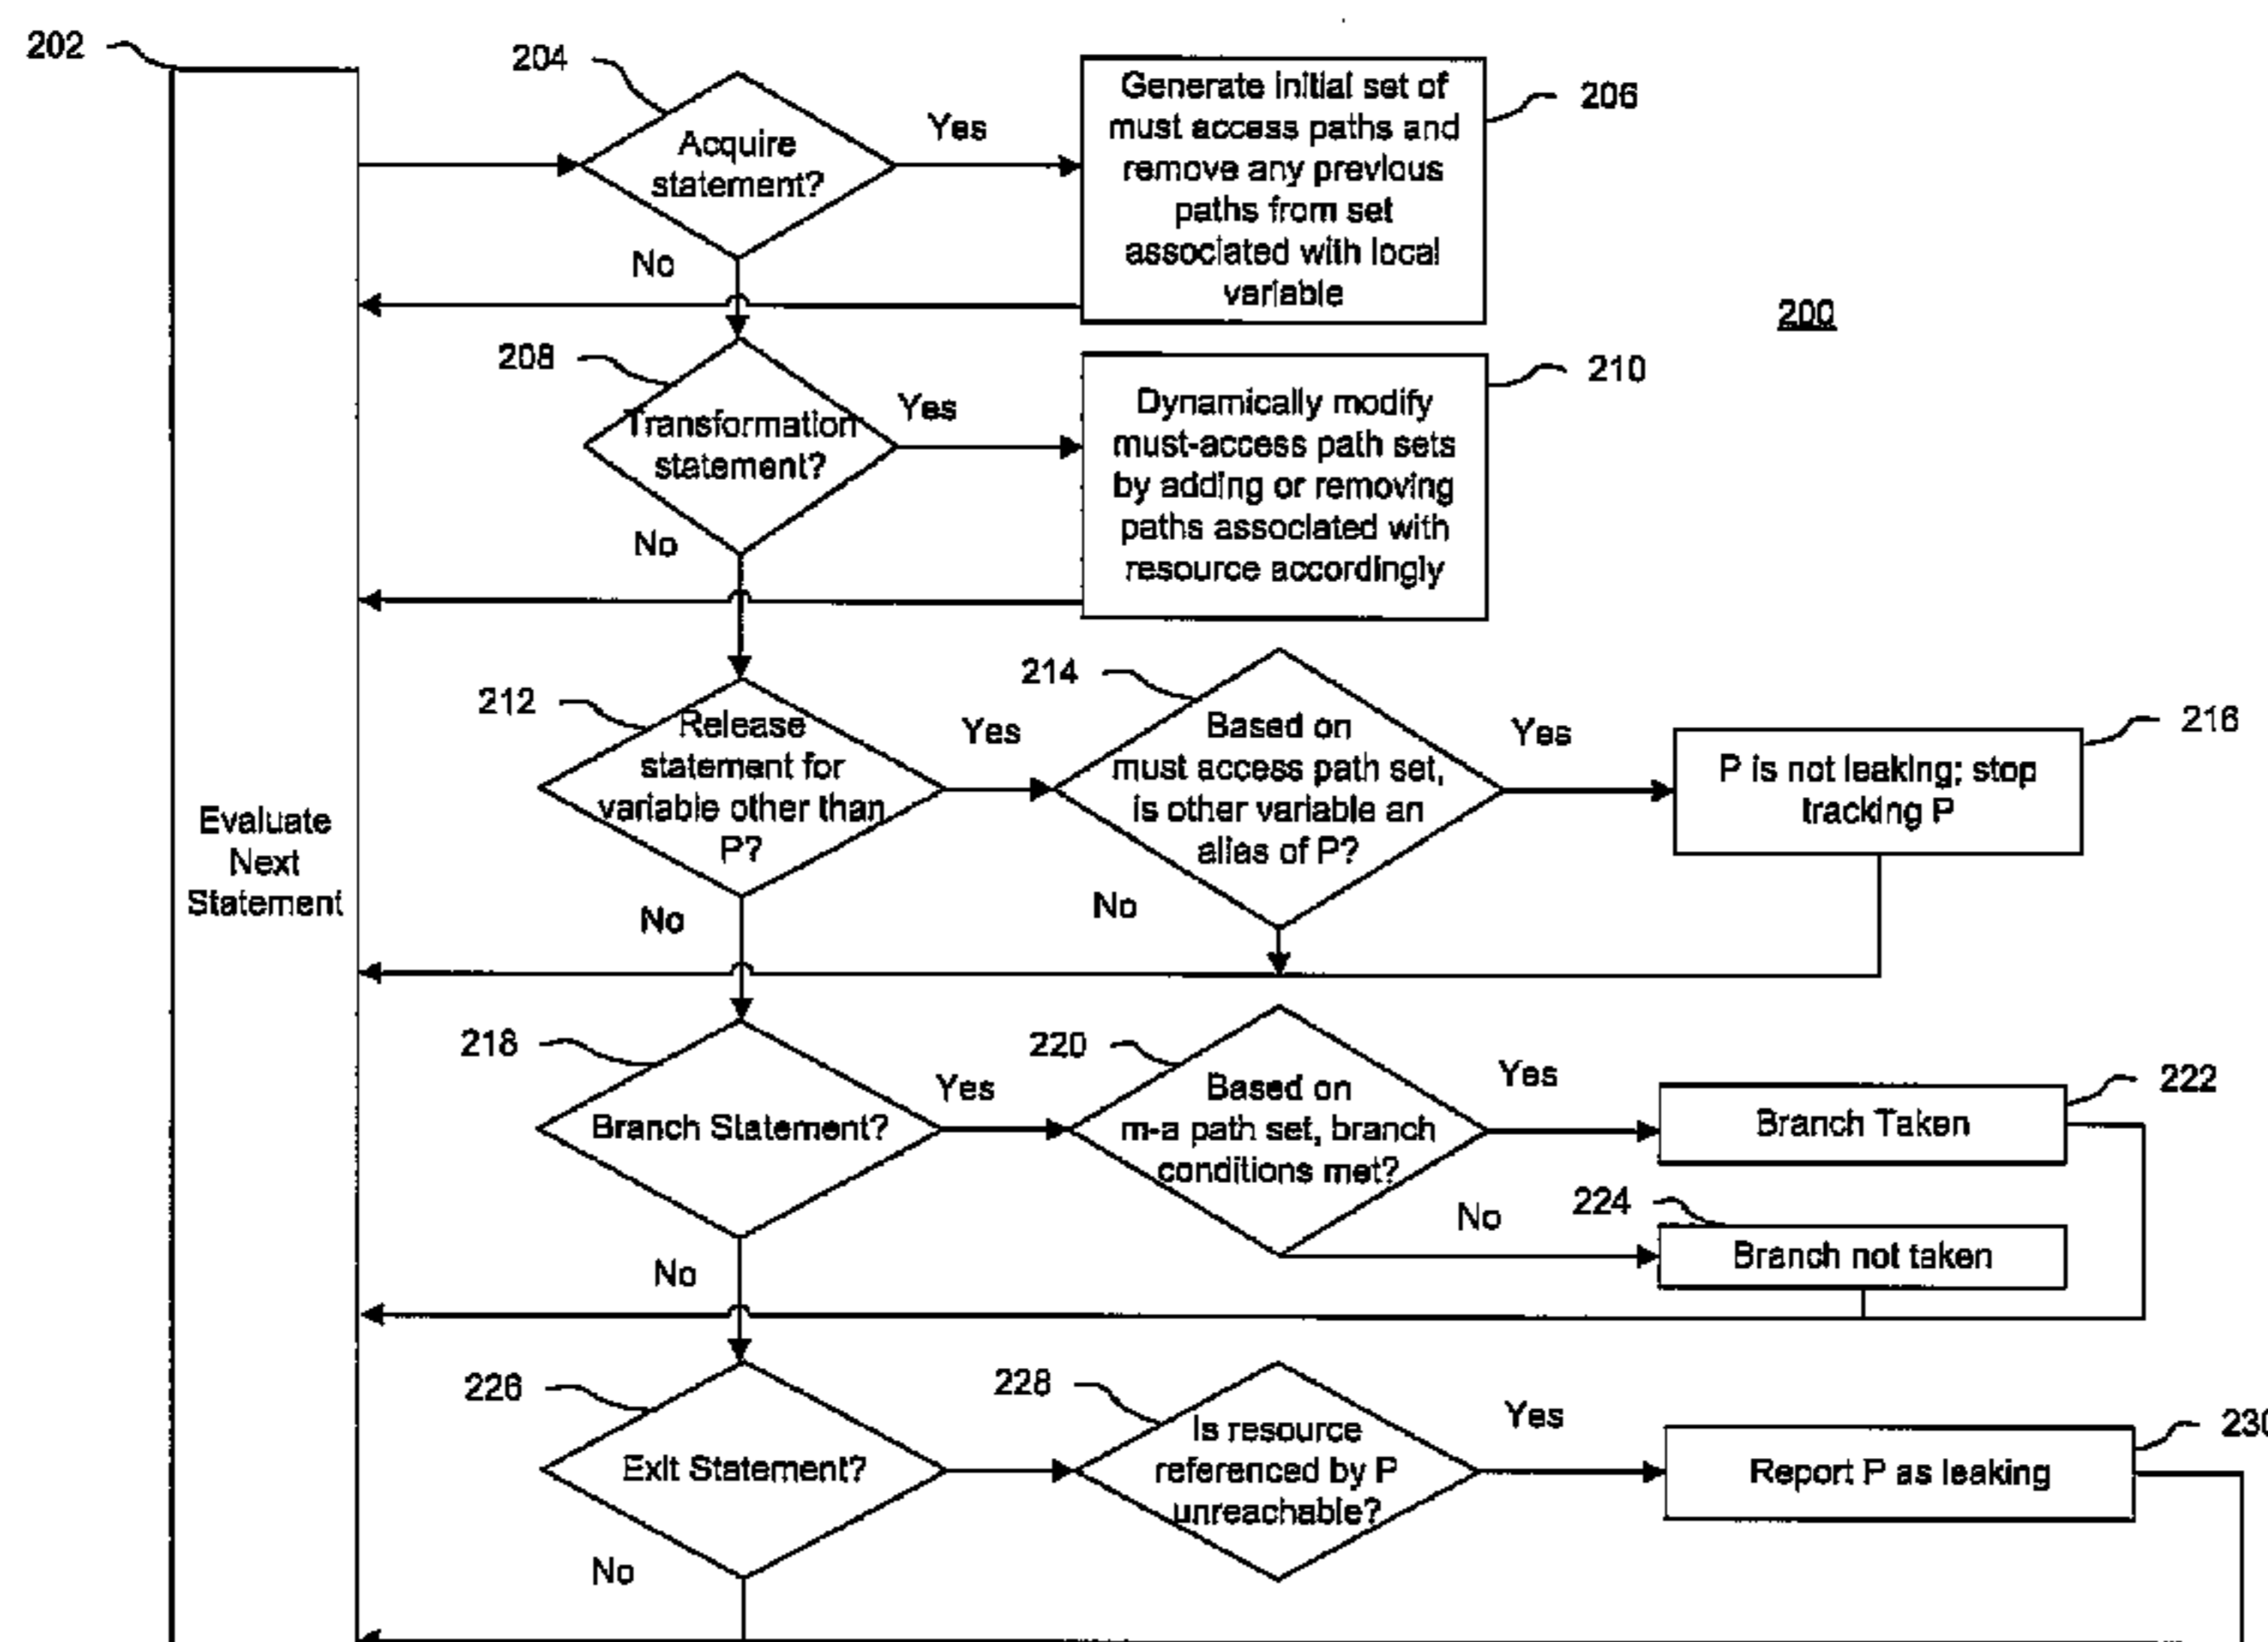 202
204
Acquire
statement?
Yes
No
Generate initial set of
must access paths and
remove any previous
paths from set
associated with local
variable
206
200
208
Transformation
statement?
Yes
No
Dynamically modify
must-access path sets
by adding or removing
paths associated with
resource accordingly
210
212
Release
statement for
variable other than
P?
Yes
No
214
Based on
must access path set,
is other variable an
alias of P?
Yes
No
P is not leaking; stop
tracking P
216
Evaluate
Next
Statement
218
Branch Statement?
Yes
No
220
Based on
m-a path set, branch
conditions met?
Yes
No
Branch Taken
222
224
Branch not taken
226
Exit Statement?
No
228
Is resource
referenced by P
unreachable?
Yes
Report P as leaking
230